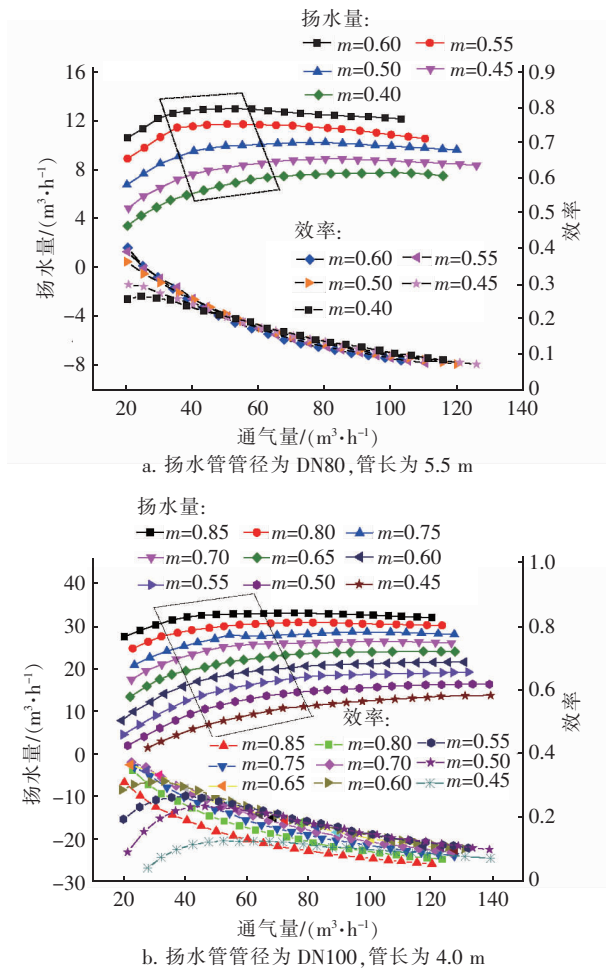 扬水量:
m=0.60 m=0.55
m=0.50 m=0.45
m=0.40
16
12
8
4
0
−4
−8
扬水量/(m³·h⁻¹)
0.9
0.8
0.7
0.6
0.5
0.4
0.3
0.2
0.1
0
效率
效率:
m=0.60 m=0.55
m=0.50 m=0.45
m=0.40
20 40 60 80 100 120 140
通气量/(m³·h⁻¹)
a. 扬水管管径为 DN80,管长为 5.5 m
扬水量:
m=0.85 m=0.80 m=0.75
m=0.70 m=0.65 m=0.60
m=0.55 m=0.50 m=0.45
40
30
20
10
0
−10
−20
−30
扬水量/(m³·h⁻¹)
1.0
0.8
0.6
0.4
0.2
0
效率
效率:
m=0.85 m=0.80 m=0.55
m=0.75 m=0.70 m=0.50
m=0.65 m=0.60 m=0.45
20 40 60 80 100 120 140
通气量/(m³·h⁻¹)
b. 扬水管管径为 DN100,管长为 4.0 m